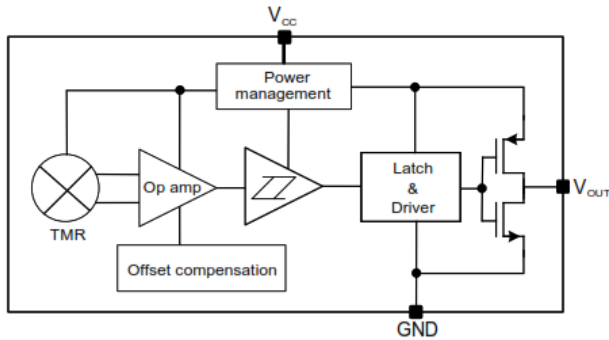 VCC
Power
management
Op amp
Latch
&
Driver
VOUT
TMR
Offset compensation
GND